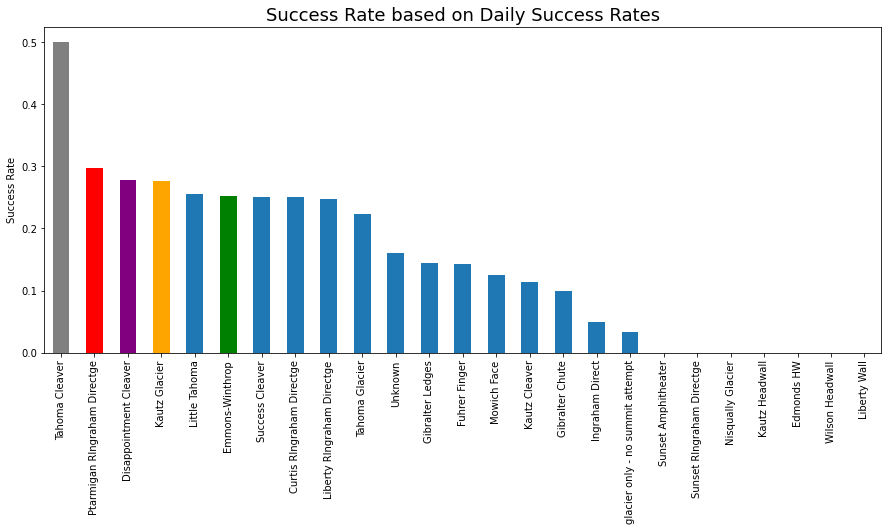 Success Rate based on Daily Success Rates
0.5
0.4
0.3
0.2
0.1
0.0
Success Rate
Tahoma Cleaver
Ptarmigan RIngraham Directge
Disappointment Cleaver
Kautz Glacier
Little Tahoma
Emmons-Winthrop
Success Cleaver
Curtis RIngraham Directge
Liberty RIngraham Directge
Tahoma Glacier
Unknown
Gibralter Ledges
Fuhrer Finger
Mowich Face
Kautz Cleaver
Gibralter Chute
Ingraham Direct
glacier only - no summit attempt
Sunset Amphitheater
Sunset RIngraham Directge
Nisqually Glacier
Kautz Headwall
Edmonds HW
Wilson Headwall
Liberty Wall